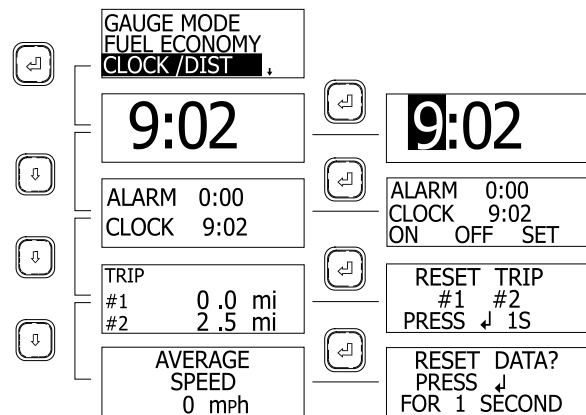 GAUGE MODE
FUEL ECONOMY
CLOCK /DIST
9:02
9:02
ALARM 0:00
CLOCK 9:02
ALARM 0:00
CLOCK 9:02
ON OFF SET
TRIP
#1 0.0 mi
#2 2.5 mi
RESET TRIP
#1 #2
PRESS ↲ 1S
AVERAGE
SPEED
0 mph
RESET DATA?
PRESS ↲
FOR 1 SECOND